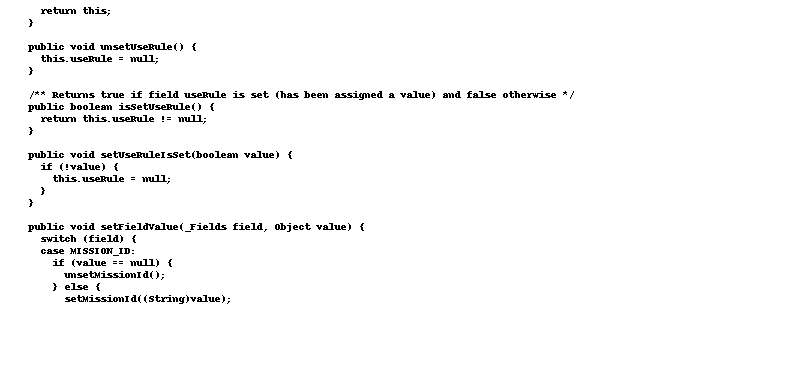 return this;
  }

  public void unsetUseRule() {
    this.useRule = null;
  }

  /** Returns true if field useRule is set (has been assigned a value) and false otherwise */
  public boolean isSetUseRule() {
    return this.useRule != null;
  }

  public void setUseRuleIsSet(boolean value) {
    if (!value) {
      this.useRule = null;
    }
  }

  public void setFieldValue(_Fields field, Object value) {
    switch (field) {
    case MISSION_ID:
      if (value == null) {
        unsetMissionId();
      } else {
        setMissionId((String)value);